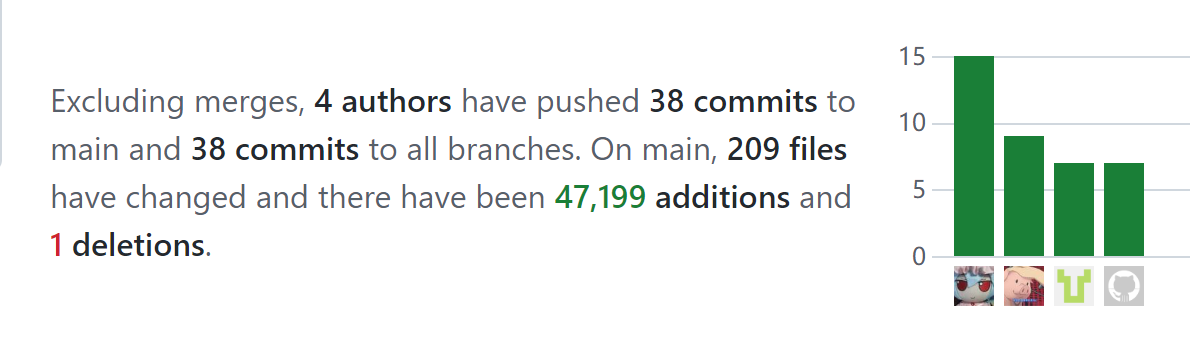 Excluding merges, 4 authors have pushed 38 commits to
main and 38 commits to all branches. On main, 209 files
have changed and there have been 47,199 additions and
1 deletions.
15
10
5
0